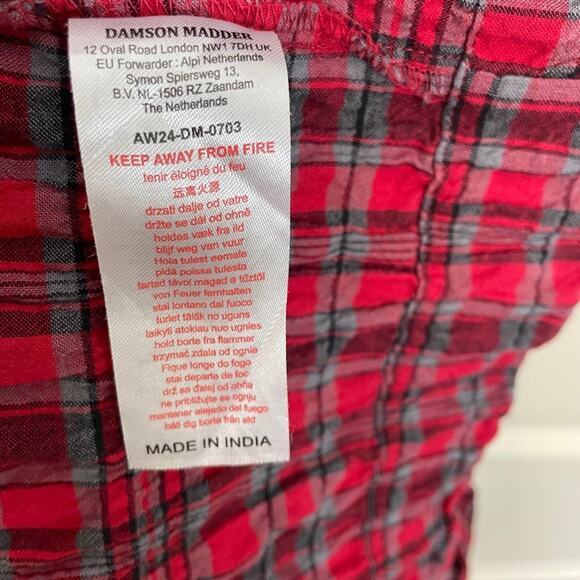 DAMSON MADDER
12 Oval Road London NW1 7DH UK
EU Forwarder : Alpi Netherlands
Symon Spiersweg 13,
B.V. NL-1506 RZ Zaandam
The Netherlands
AW24-DM-0703
KEEP AWAY FROM FIRE
tenir éloigné du feu
远离火源
drzati dalje od vatre
držte se dál od ohně
holdes væk fra ild
blijf weg van vuur
Hoia tulest eemale
pidä poissa tulesta
tartsd távol magad a tűztől
von Feuer fernhalten
stai lontano dal fuoco
turiet tālāk no uguns
laikyti atokiau nuo ugnies
hold borte fra flammer
trzymać zdala od ognia
Fique longe do fogo
stai departe de foc
drž sa ďalej od ohňa
ne približujte se ognju
mantener alejada del fuego
håll dig borta från eld
MADE IN INDIA